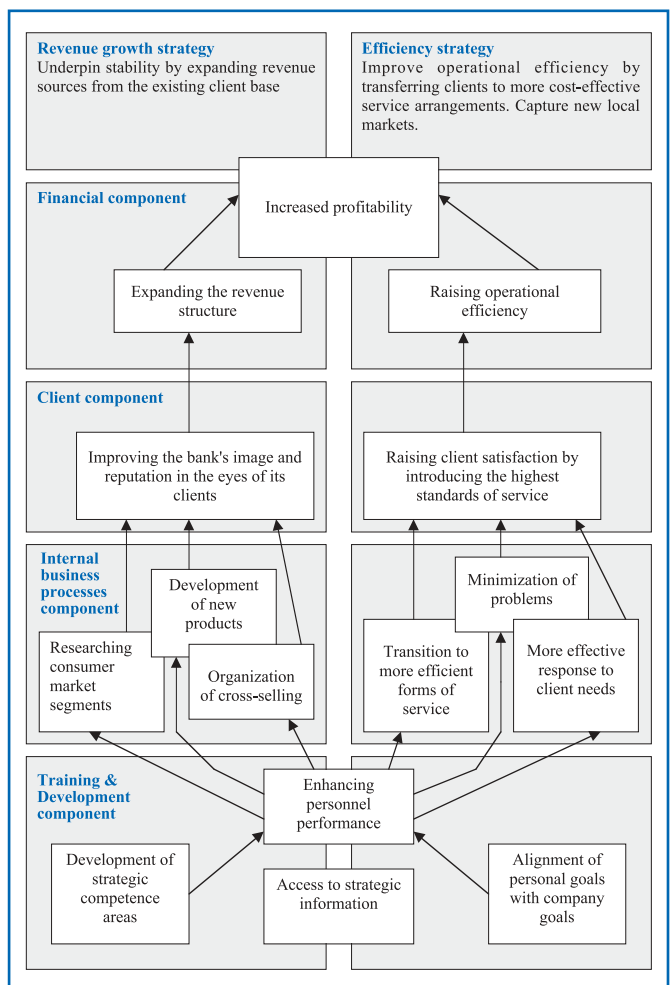 Revenue growth strategy
Underpin stability by expanding revenue
sources from the existing client base
Efficiency strategy
Improve operational efficiency by
transferring clients to more cost-effective
service arrangements. Capture new local
markets.
Financial component
Increased profitability
Expanding the revenue
structure
Raising operational
efficiency
Client component
Improving the bank's image and
reputation in the eyes of its
clients
Raising client satisfaction by
introducing the highest
standards of service
Internal
business
processes
component
Development
of new
products
Minimization of
problems
Researching
consumer
market
segments
Organization
of cross-selling
Transition to
more efficient
forms of
service
More effective
response to
client needs
Training &
Development
component
Enhancing
personnel
performance
Development of
strategic
competence
areas
Access to strategic
information
Alignment of
personal goals
with company
goals